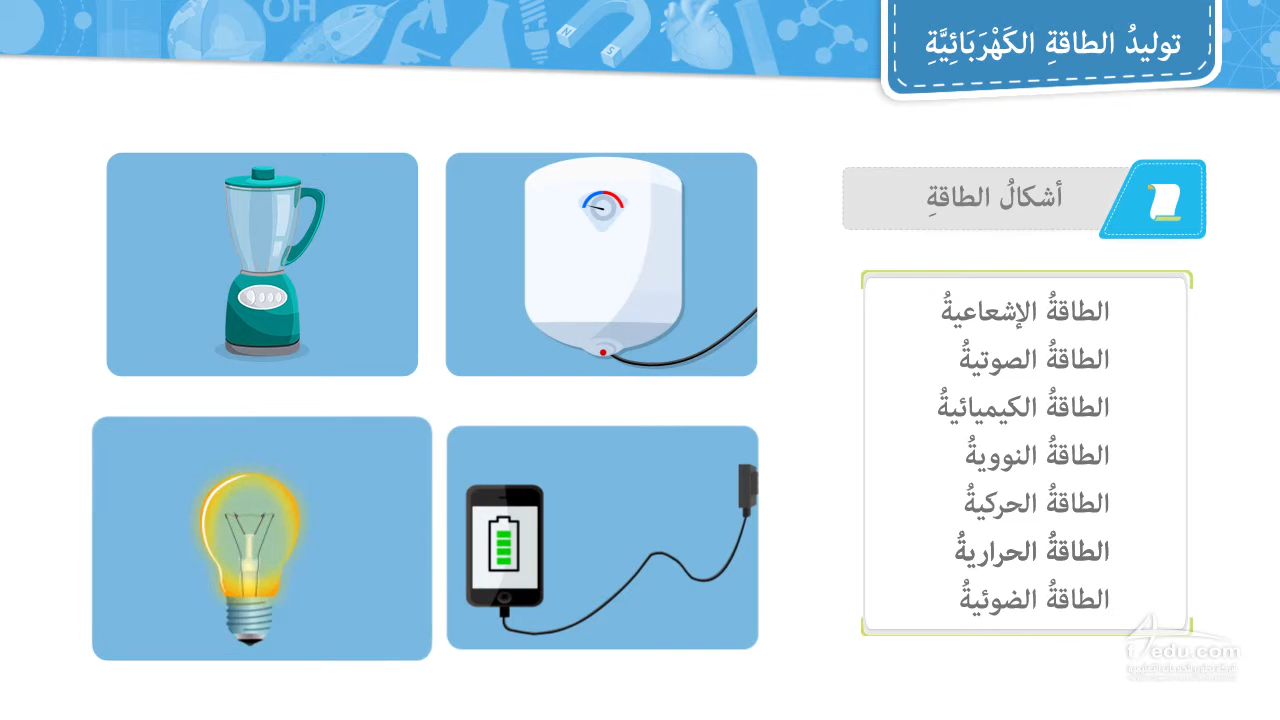 OH
N
S
توليدُ الطاقةِ الكَهْرَبَائِيَّةِ
أشكالُ الطاقةِ
الطاقةُ الإشعاعيةُ
الطاقةُ الصوتيةُ
الطاقةُ الكيميائيةُ
الطاقةُ النوويةُ
الطاقةُ الحركيةُ
الطاقةُ الحراريةُ
الطاقةُ الضوئيةُ
edu.com